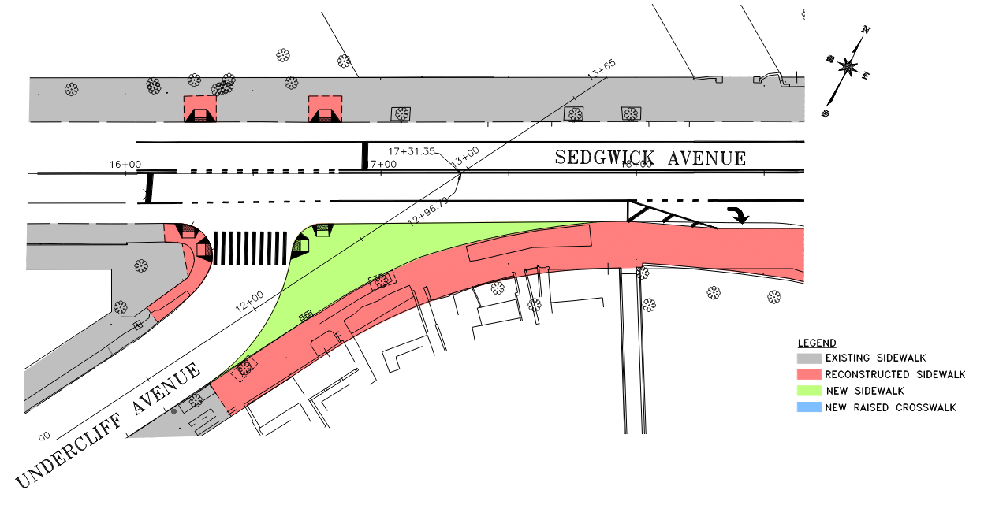 13+65
N
E
W
S
17+31.35
13+00
SEDGWICK AVENUE
16+00
17+00
18+00
12+96.79
12+00
LEGEND
EXISTING SIDEWALK
RECONSTRUCTED SIDEWALK
NEW SIDEWALK
NEW RAISED CROSSWALK
00
UNDERCLIFF AVENUE